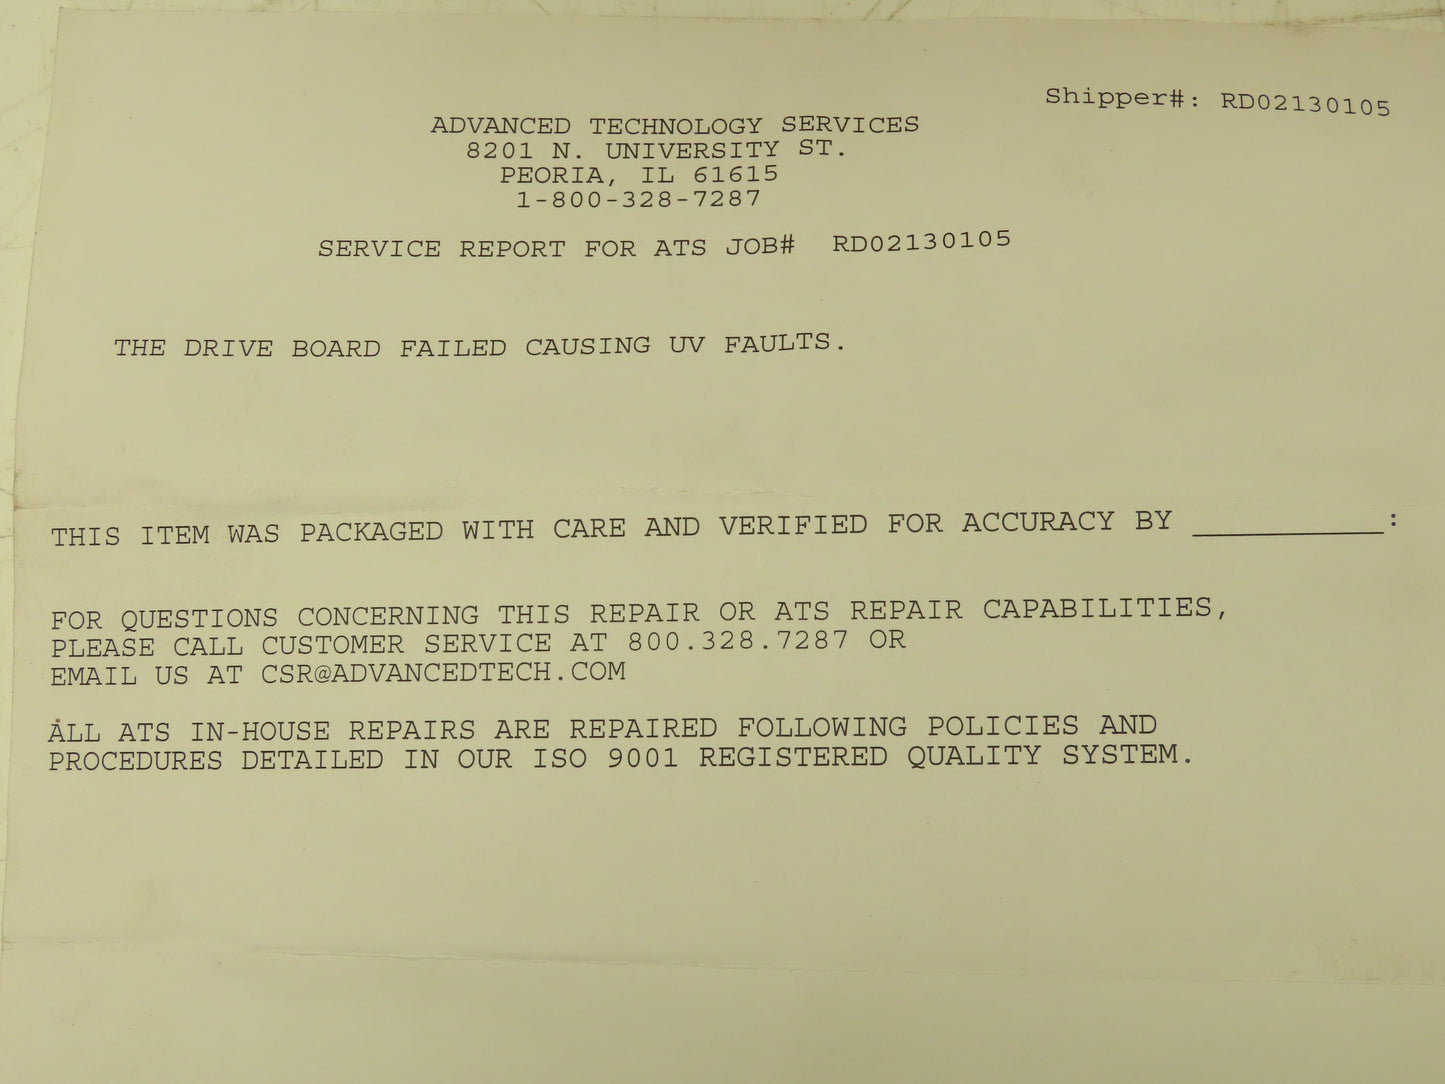 Shipper#: RD02130105
ADVANCED TECHNOLOGY SERVICES
8201 N. UNIVERSITY ST.
PEORIA, IL 61615
1-800-328-7287
SERVICE REPORT FOR ATS JOB# RD02130105
THE DRIVE BOARD FAILED CAUSING UV FAULTS.
THIS ITEM WAS PACKAGED WITH CARE AND VERIFIED FOR ACCURACY BY ___________:
FOR QUESTIONS CONCERNING THIS REPAIR OR ATS REPAIR CAPABILITIES,
PLEASE CALL CUSTOMER SERVICE AT 800.328.7287 OR
EMAIL US AT CSR@ADVANCEDTECH.COM
ALL ATS IN-HOUSE REPAIRS ARE REPAIRED FOLLOWING POLICIES AND
PROCEDURES DETAILED IN OUR ISO 9001 REGISTERED QUALITY SYSTEM.